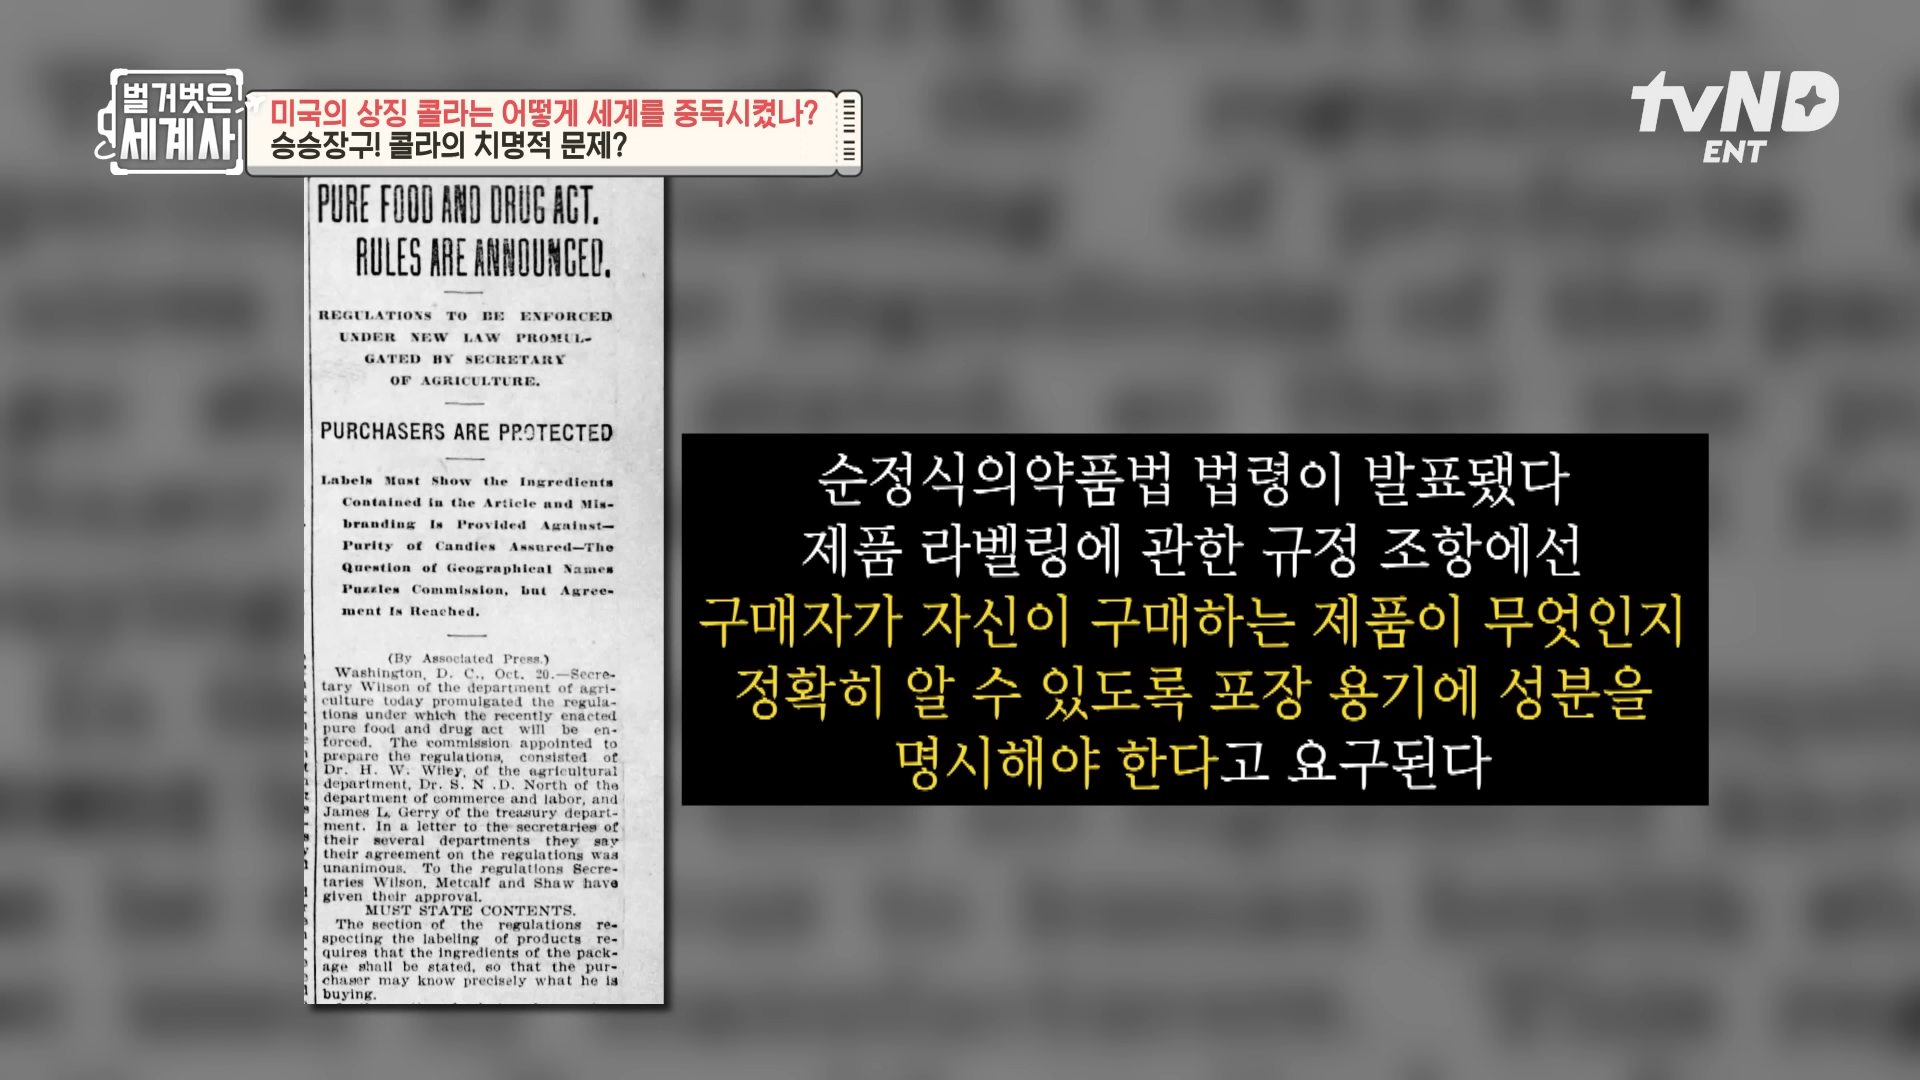 벌거벗은
세계사
미국의 상징 콜라는 어떻게 세계를 중독시켰나?
승승장구! 콜라의 치명적 문제?
tvND
ENT
PURE FOOD AND DRUG ACT.
RULES ARE ANNOUNCED.
REGULATIONS TO BE ENFORCED
UNDER NEW LAW PROMUL-
GATED BY SECRETARY
OF AGRICULTURE.
PURCHASERS ARE PROTECTED
Labels Must Show the Ingredients
Contained in the Article and Mis-
branding Is Provided Against—
Purity of Candies Assured—The
Question of Geographical Names
Puzzles Commission, but Agree-
ment Is Reached.
(By Associated Press.)
Washington, D. C., Oct. 20.—Secre-
tary Wilson of the department of agri-
culture today promulgated the regula-
tions under which the recently enacted
pure food and drug act will be en-
forced. The commission appointed to
prepare the regulations, consisted of
Dr. H. W. Wiley, of the agricultural
department, Dr. S. N .D. North of the
department of commerce and labor, and
James L. Gerry of the treasury depart-
ment. In a letter to the secretaries of
their several departments they say
their agreement on the regulations was
unanimous. To the regulations Secre-
taries Wilson, Metcalf and Shaw have
given their approval.
MUST STATE CONTENTS.
The section of the regulations re-
specting the labeling of products re-
quires that the ingredients of the pack-
age shall be stated, so that the pur-
chaser may know precisely what he is
buying.
순정식의약품법 법령이 발표됐다
제품 라벨링에 관한 규정 조항에선
구매자가 자신이 구매하는 제품이 무엇인지
정확히 알 수 있도록 포장 용기에 성분을
명시해야 한다고 요구된다